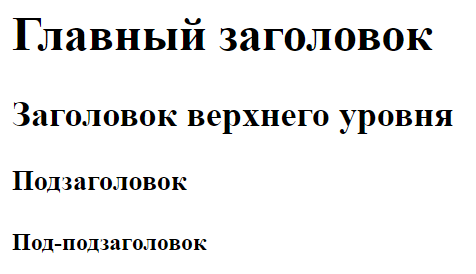 Главный заголовок
Заголовок верхнего уровня
Подзаголовок
Под-подзаголовок